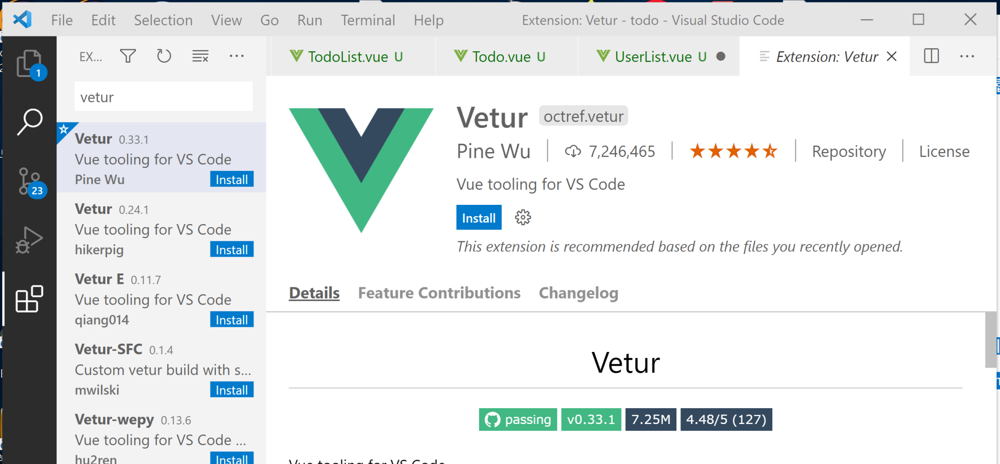 File Edit Selection View Go Run Terminal Help Extension: Vetur - todo - Visual Studio Code
EX...
TodoList.vue U
Todo.vue U
UserList.vue U
Extension: Vetur
1
23
vetur
Vetur 0.33.1
Vue tooling for VS Code
Pine Wu
Install
Vetur 0.24.1
Vue tooling for VS Code
hikerpig
Install
Vetur E 0.11.7
Vue tooling for VS Code
qiang014
Install
Vetur-SFC 0.1.4
Custom vetur build with s...
mwilski
Install
Vetur-wepy 0.13.6
Vue tooling for VS Code ...
hu2ren
Install
Vetur octref.vetur
Pine Wu 7,246,465 Repository License
Vue tooling for VS Code
Install
This extension is recommended based on the files you recently opened.
Details Feature Contributions Changelog
Vetur
passing v0.33.1 7.25M 4.48/5 (127)
Vue tooling for VS Code